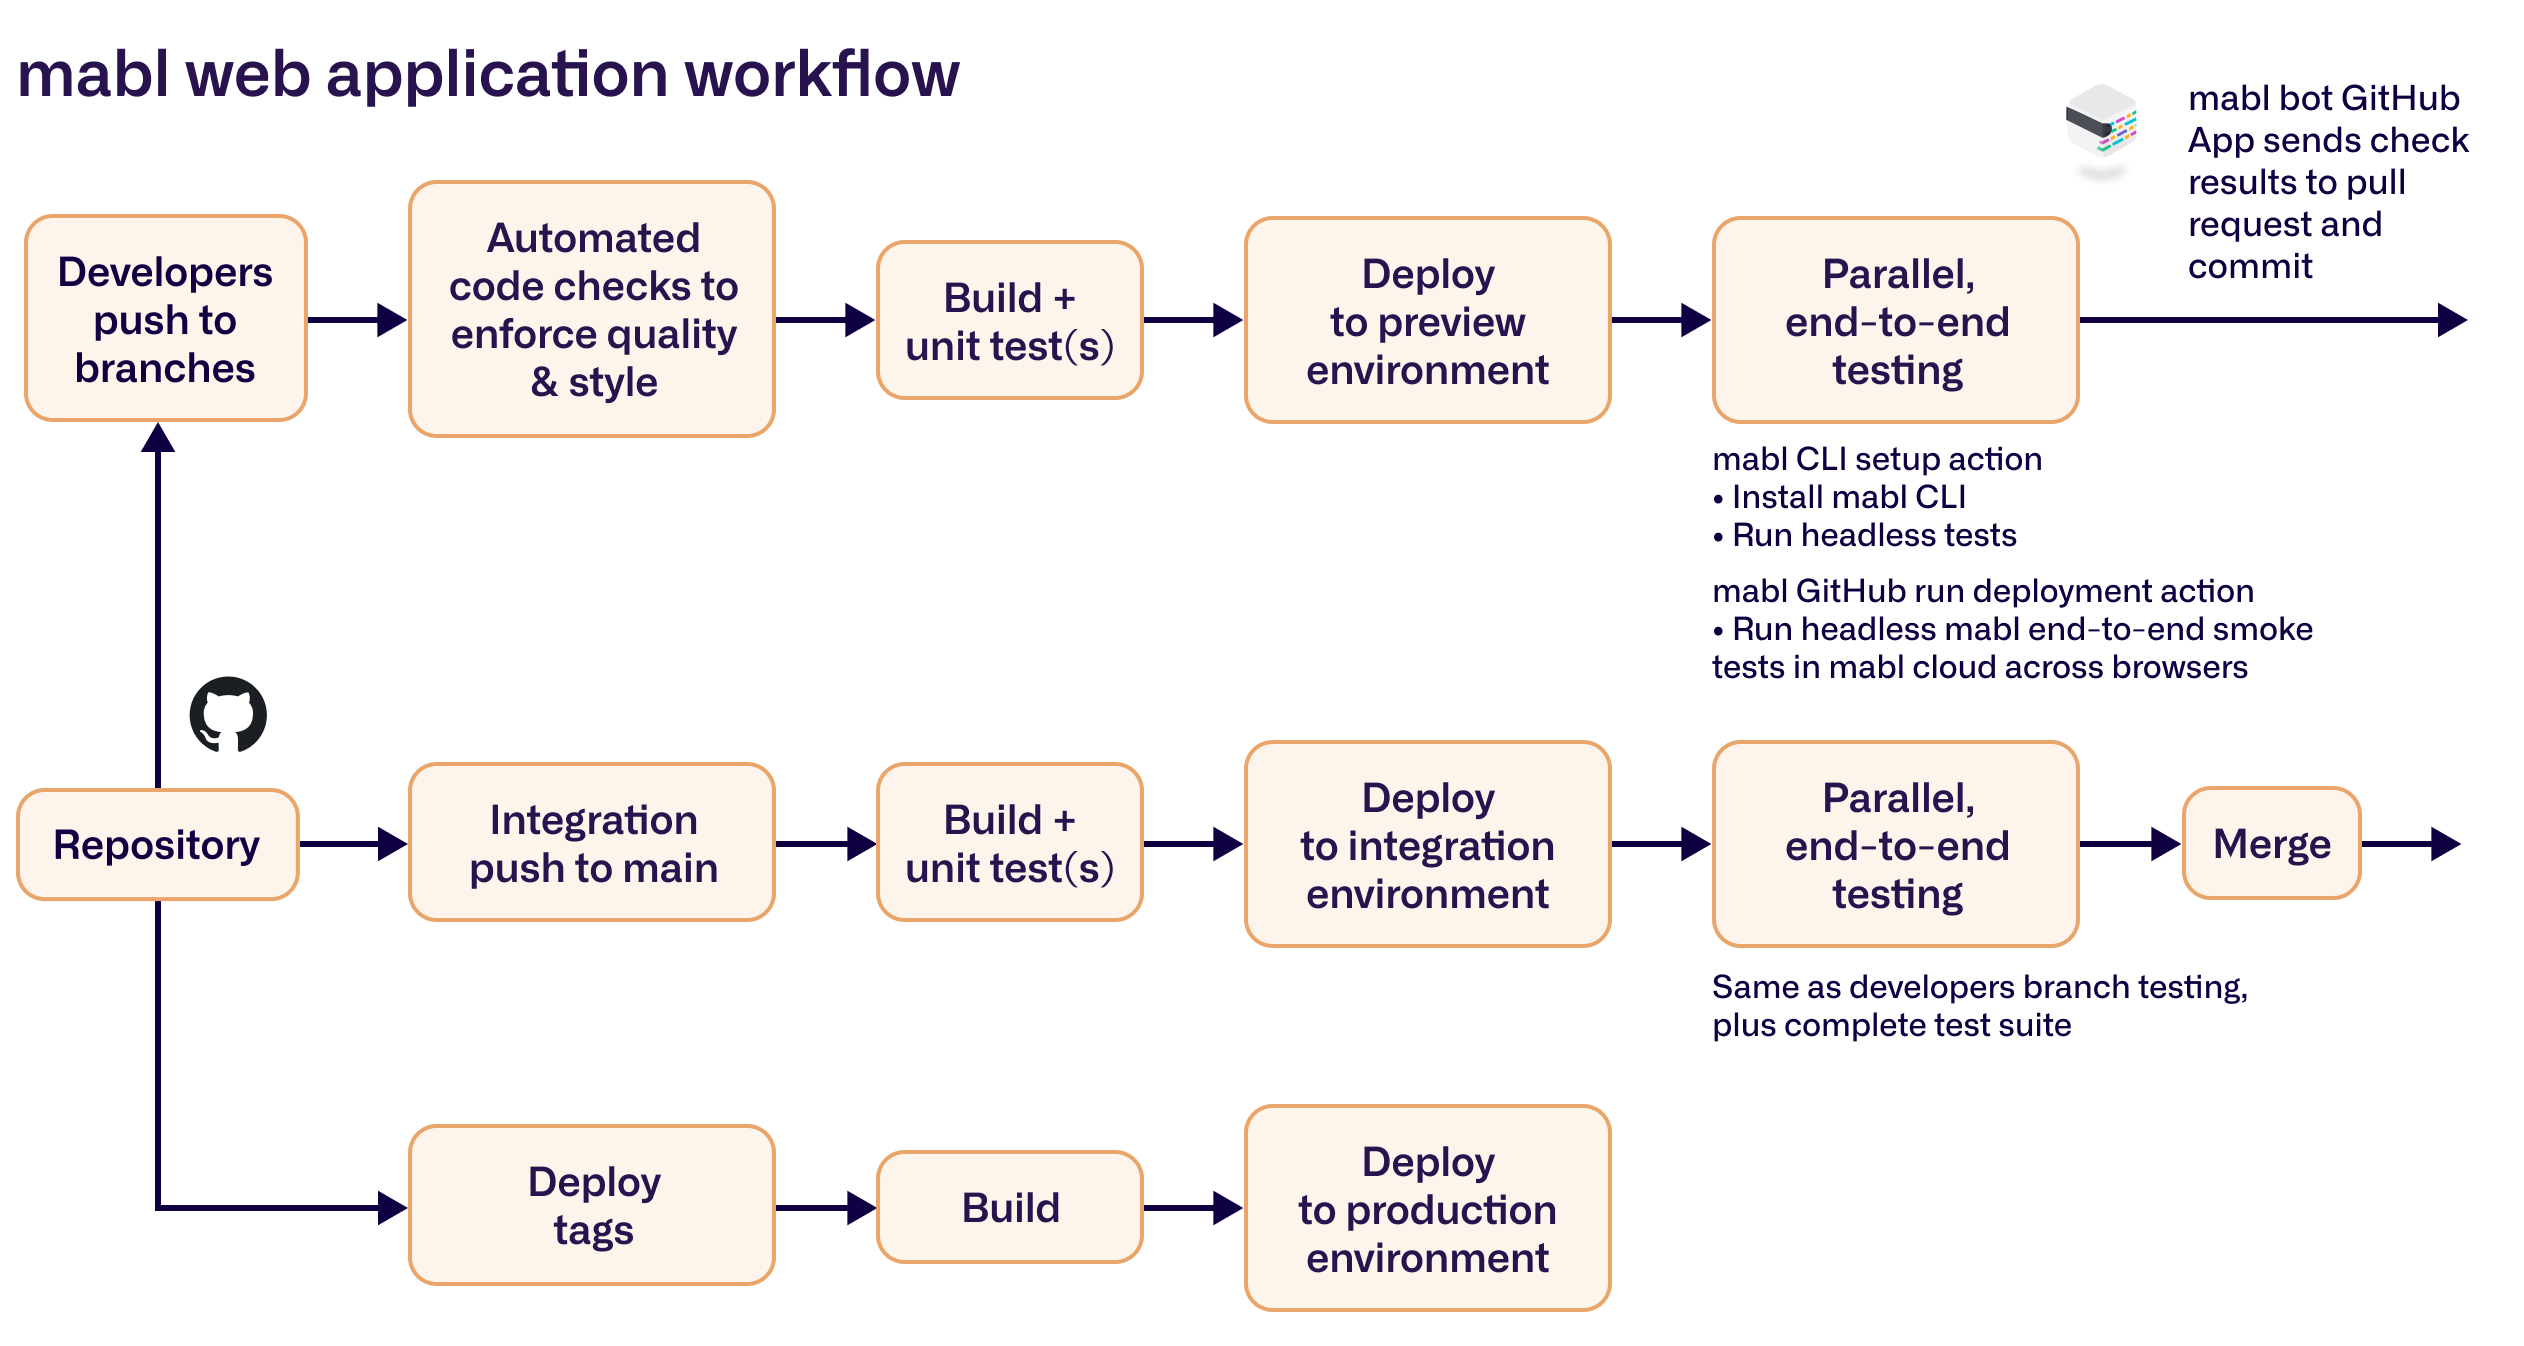 mabl web application workflow
mabl bot GitHub
App sends check
results to pull
request and
commit
Developers
push to
branches
Automated
code checks to
enforce quality
& style
Build +
unit test(s)
Deploy
to preview
environment
Parallel,
end-to-end
testing
mabl CLI setup action
• Install mabl CLI
• Run headless tests
mabl GitHub run deployment action
• Run headless mabl end-to-end smoke
tests in mabl cloud across browsers
Repository
Integration
push to main
Build +
unit test(s)
Deploy
to integration
environment
Parallel,
end-to-end
testing
Merge
Same as developers branch testing,
plus complete test suite
Deploy
tags
Build
Deploy
to production
environment